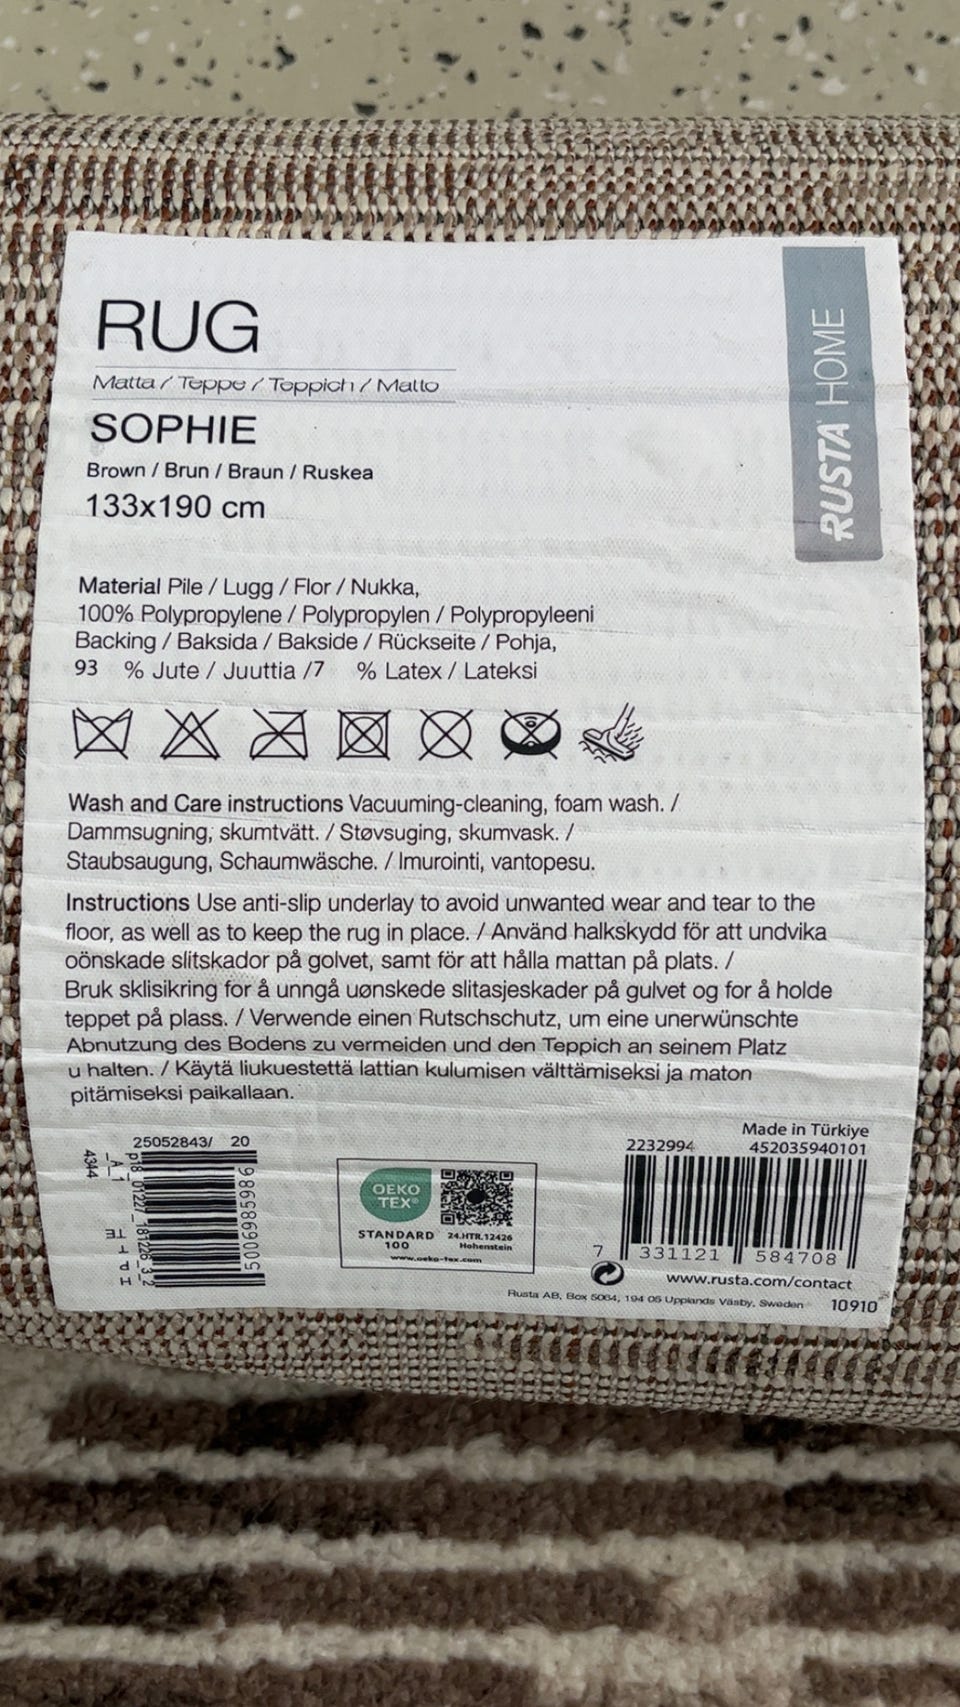 RUG
RUSTA HOME
Matta / Teppe / Teppich / Matto
SOPHIE
Brown / Brun / Braun / Ruskea
133x190 cm
Material Pile / Lugg / Flor / Nukka,
100% Polypropylene / Polypropylen / Polypropyleeni
Backing / Baksida / Bakside / Rückseite / Pohja,
93 % Jute / Juuttia /7 % Latex / Lateksi
Wash and Care instructions Vacuuming-cleaning, foam wash. /
Dammsugning, skumtvätt. / Støvsuging, skumvask. /
Staubsaugung, Schaumwäsche. / Imurointi, vantopesu.
Instructions Use anti-slip underlay to avoid unwanted wear and tear to the
floor, as well as to keep the rug in place. / Använd halkskydd för att undvika
oönskade slitskador på golvet, samt för att hålla mattan på plats. /
Bruk sklisikring for å unngå uønskede slitasjeskader på gulvet og for å holde
teppet på plass. / Verwende einen Rutschschutz, um eine unerwünschte
Abnutzung des Bodens zu vermeiden und den Teppich an seinem Platz
u halten. / Käytä liukuestettä lattian kulumisen välttämiseksi ja maton
pitämiseksi paikallaan.
25052843/ 20
4344
5006985986
OEKO
TEX®
STANDARD
100
24.HTR.12426
Hohenstein
www.oeko-tex.com
Made in Türkiye
2232994 452035940101
7 331121 584708
www.rusta.com/contact
Rusta AB, Box 5064, 194 05 Upplands Väsby, Sweden 10910